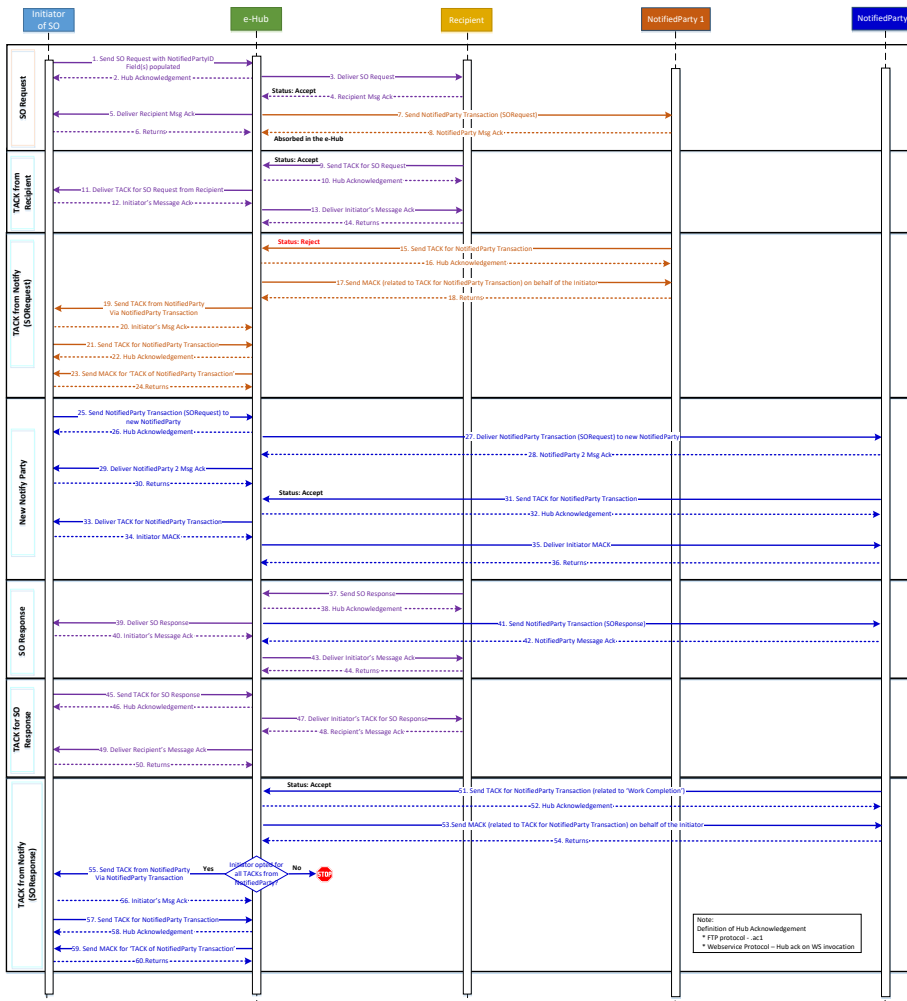 Initiator
of SO
e-Hub
Recipient
NotifiedParty 1
NotifiedParty
SO Request
1. Send SO Request with NotifiedPartyID
Field(s) populated
2. Hub Acknowledgement
3. Deliver SO Request
Status: Accept
4. Recipient Msg Ack
5. Deliver Recipient Msg Ack
7. Send NotifiedParty Transaction (SORequest)
6. Returns
8. NotifiedParty Msg Ack
Absorbed in the e-Hub
TACK from
Recipient
Status: Accept
9. Send TACK for SO Request
10. Hub Acknowledgement
11. Deliver TACK for SO Request from Recipient
12. Initiator's Message Ack
13. Deliver Initiator's Message Ack
14. Returns
TACK from Notify
(SORequest)
Status: Reject
15. Send TACK for NotifiedParty Transaction
16. Hub Acknowledgement
17.Send MACK (related to TACK for NotifiedParty Transaction) on behalf of the Initiator
18. Returns
19. Send TACK from NotifiedParty
Via NotifiedParty Transaction
20. Initiator's Msg Ack
21. Send TACK for NotifiedParty Transaction
22. Hub Acknowledgement
23. Send MACK for 'TACK of NotifiedParty Transaction'
24.Returns
New Notify Party
25. Send NotifiedParty Transaction (SORequest) to
new NotifiedParty
26. Hub Acknowledgement
27. Deliver NotifiedParty Transaction (SORequest) to new NotifiedParty
28. NotifiedParty 2 Msg Ack
29. Deliver NotifiedParty 2 Msg Ack
30. Returns
Status: Accept
31. Send TACK for NotifiedParty Transaction
32. Hub Acknowledgement
33. Deliver TACK for NotifiedParty Transaction
34. Initiator MACK
35. Deliver Initiator MACK
36. Returns
SO Response
37. Send SO Response
38. Hub Acknowledgement
39. Deliver SO Response
41. Send NotifiedParty Transaction (SOResponse)
40. Initiator's Message Ack
42. NotifiedParty Message Ack
43. Deliver Initiator's Message Ack
44. Returns
TACK for SO
Response
45. Send TACK for SO Response
46. Hub Acknowledgement
47. Deliver Initiator's TACK for SO Response
48. Recipient's Message Ack
49. Deliver Recipient's Message Ack
50. Returns
TACK from Notify
(SOResponse)
Status: Accept
51. Send TACK for NotifiedParty Transaction (related to 'Work Completion')
52. Hub Acknowledgement
53.Send MACK (related to TACK for NotifiedParty Transaction) on behalf of the Initiator
54. Returns
55. Send TACK from NotifiedParty
Via NotifiedParty Transaction
Yes
Initiator opted for
all TACKs from
NotifiedParty?
No
STOP
56. Initiator's Msg Ack
57. Send TACK for NotifiedParty Transaction
58. Hub Acknowledgement
59. Send MACK for 'TACK of NotifiedParty Transaction'
60.Returns
Note:
Definition of Hub Acknowledgement
* FTP protocol - .ac1
* Webservice Protocol – Hub ack on WS invocation